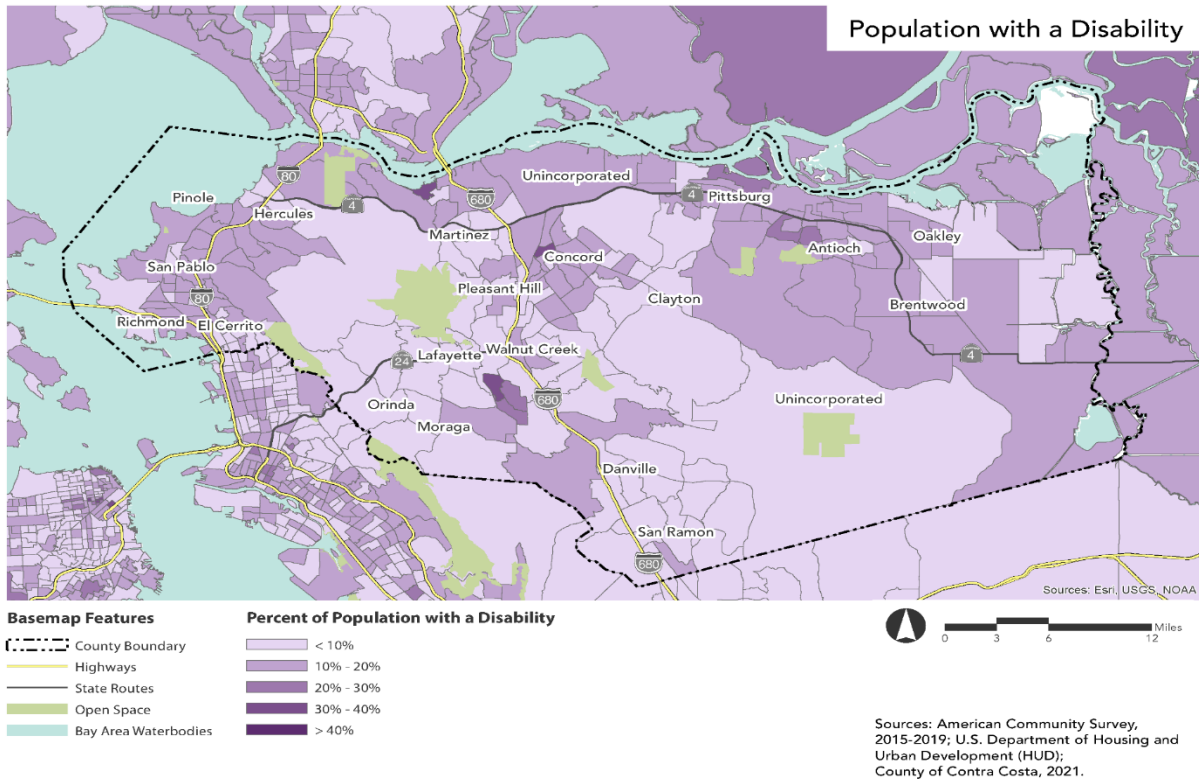 Population with a Disability
Unincorporated
Pinole
80
4
680
4
Pittsburg
Hercules
Martinez
Oakley
Antioch
Concord
San Pablo
80
Pleasant Hill
Clayton
Brentwood
Richmond
El Cerrito
24
Lafayette
Walnut Creek
4
Orinda
680
Unincorporated
Moraga
Danville
San Ramon
680
Sources: Esri, USGS, NOAA
Basemap Features
County Boundary
Highways
State Routes
Open Space
Bay Area Waterbodies
Percent of Population with a Disability
< 10%
10% - 20%
20% - 30%
30% - 40%
> 40%
Miles
0 3 6 12
Sources: American Community Survey,
2015-2019; U.S. Department of Housing and
Urban Development (HUD);
County of Contra Costa, 2021.